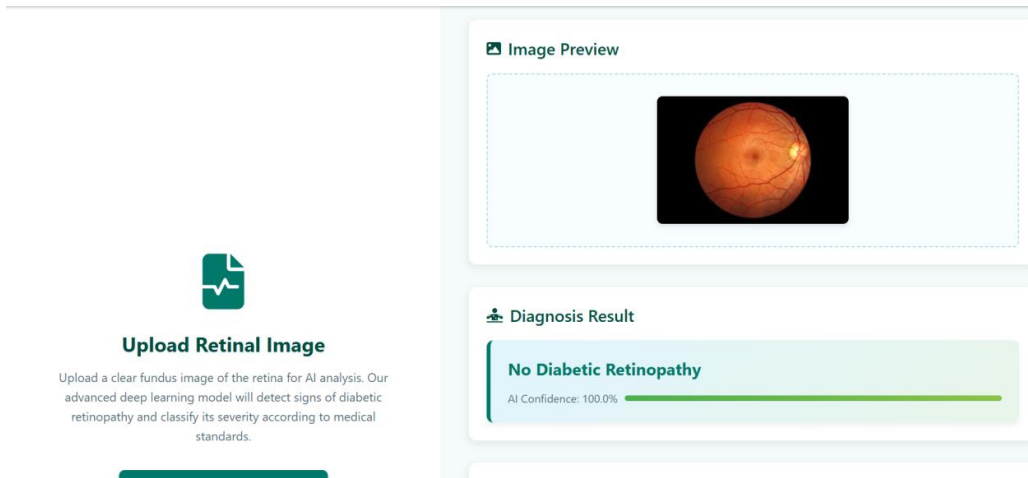 Upload Retinal Image
Upload a clear fundus image of the retina for AI analysis. Our
advanced deep learning model will detect signs of diabetic
retinopathy and classify its severity according to medical
standards.
Image Preview
Diagnosis Result
No Diabetic Retinopathy
AI Confidence: 100.0%